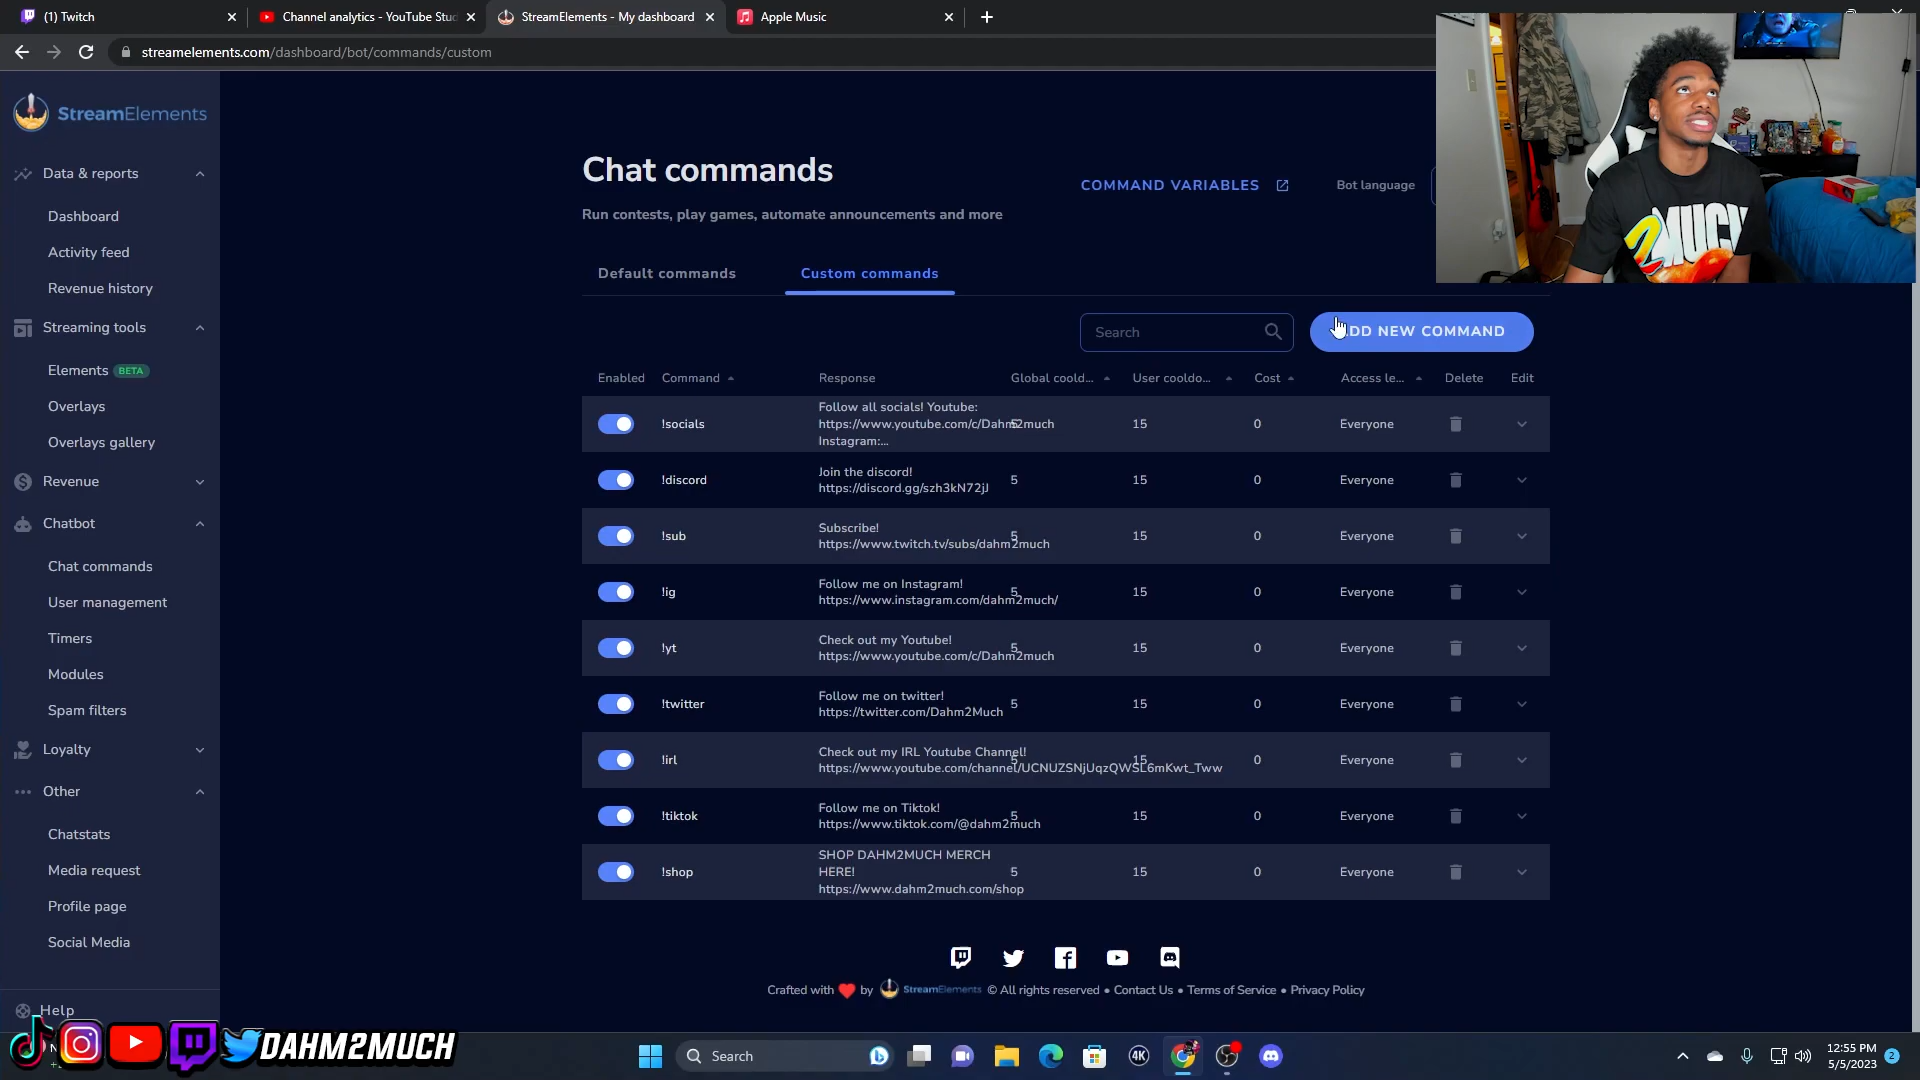 (1) Twitch
Channel analytics - YouTube Stud
StreamElements - My dashboard
Apple Music
streamelements.com/dashboard/bot/commands/custom
StreamElements
Data & reports
Dashboard
Activity feed
Revenue history
Streaming tools
Elements BETA
Overlays
Overlays gallery
Revenue
Chatbot
Chat commands
User management
Timers
Modules
Spam filters
Loyalty
Other
Chatstats
Media request
Profile page
Social Media
Help
Chat commands
Run contests, play games, automate announcements and more
COMMAND VARIABLES
Bot language
2MUCH
Default commands
Custom commands
Search
ADD NEW COMMAND
Enabled Command Response Global coold... User cooldo... Cost Access le... Delete Edit
!socials
Follow all socials! Youtube:
https://www.youtube.com/c/Dahm2much
Instagram:...
5 15 0 Everyone
!discord
Join the discord!
https://discord.gg/szh3kN72jJ
5 15 0 Everyone
!sub
Subscribe!
https://www.twitch.tv/subs/dahm2much
5 15 0 Everyone
!ig
Follow me on Instagram!
https://www.instagram.com/dahm2much/
5 15 0 Everyone
!yt
Check out my Youtube!
https://www.youtube.com/c/Dahm2much
5 15 0 Everyone
!twitter
Follow me on twitter!
https://twitter.com/Dahm2Much
5 15 0 Everyone
!irl
Check out my IRL Youtube Channel!
https://www.youtube.com/channel/UCNUZSNjUqzQWSL6mKwt_Tww
5 15 0 Everyone
!tiktok
Follow me on Tiktok!
https://www.tiktok.com/@dahm2much
5 15 0 Everyone
!shop
SHOP DAHM2MUCH MERCH
HERE!
https://www.dahm2much.com/shop
5 15 0 Everyone
Crafted with ❤ by StreamElements © All rights reserved • Contact Us • Terms of Service • Privacy Policy
DAHM2MUCH
Search
4K
12:55 PM
5/5/2023
2